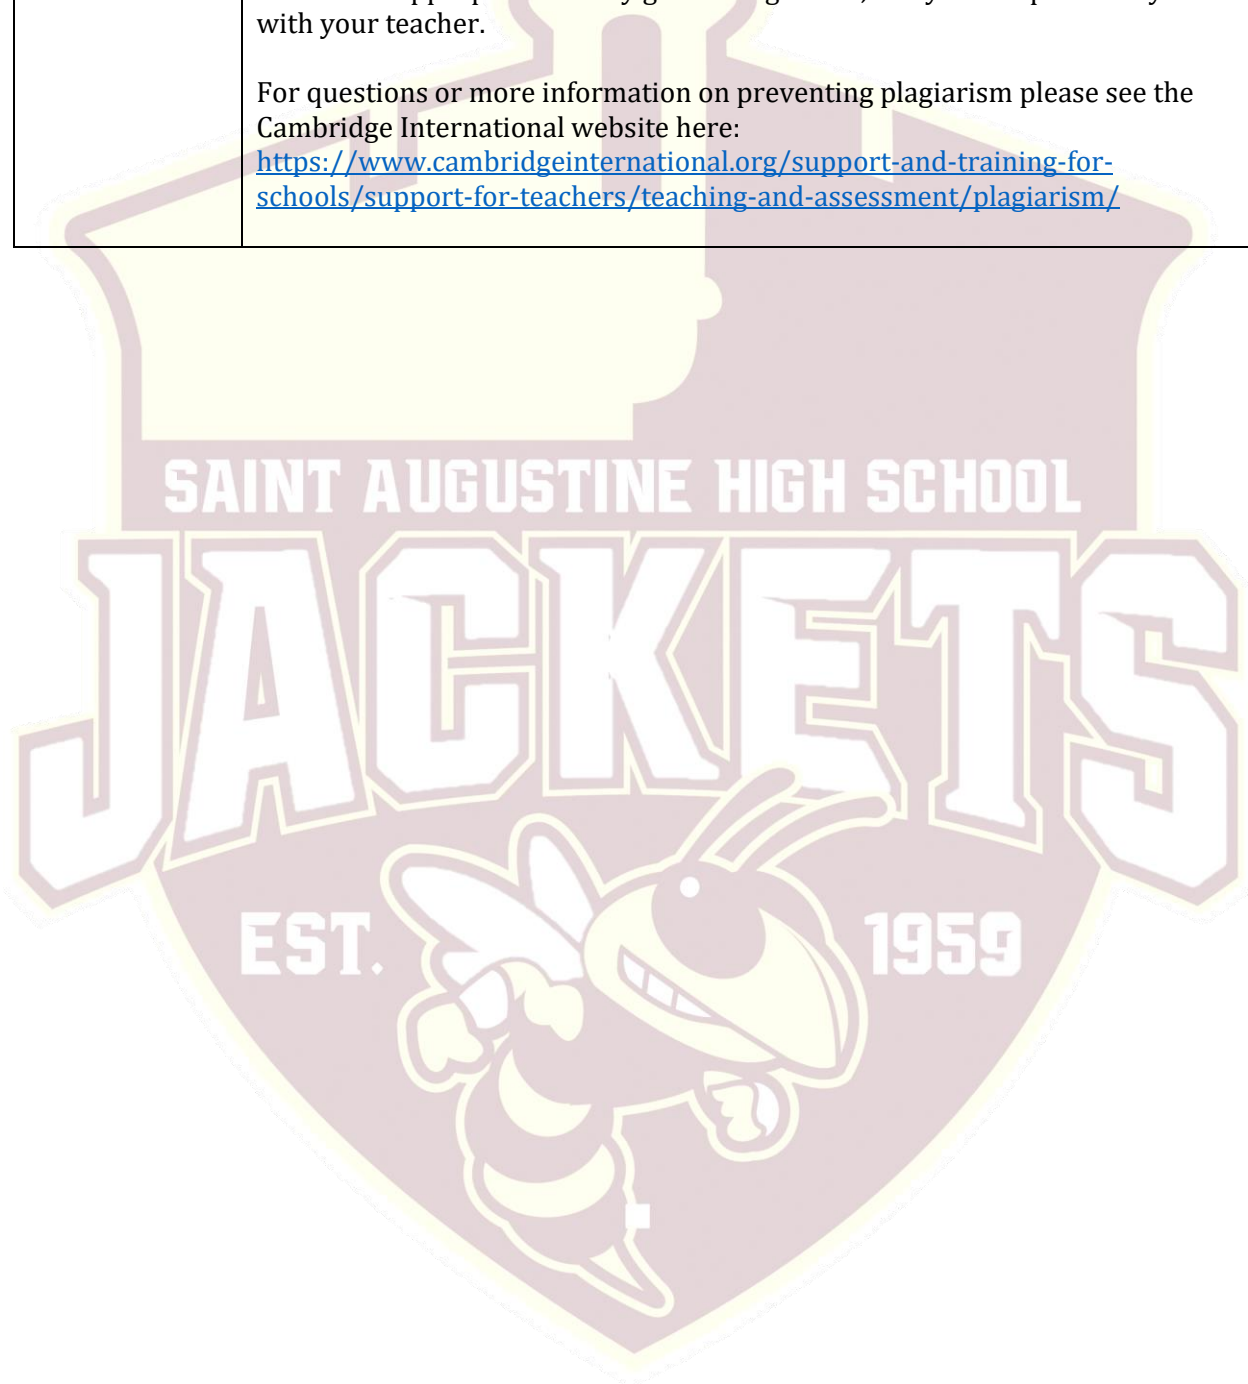 with your teacher.
For questions or more information on preventing plagiarism please see the
Cambridge International website here:
https://www.cambridgeinternational.org/support-and-training-for-
schools/support-for-teachers/teaching-and-assessment/plagiarism/
SAINT AUGUSTINE HIGH SCHOOL
JACKETS
EST. 1959